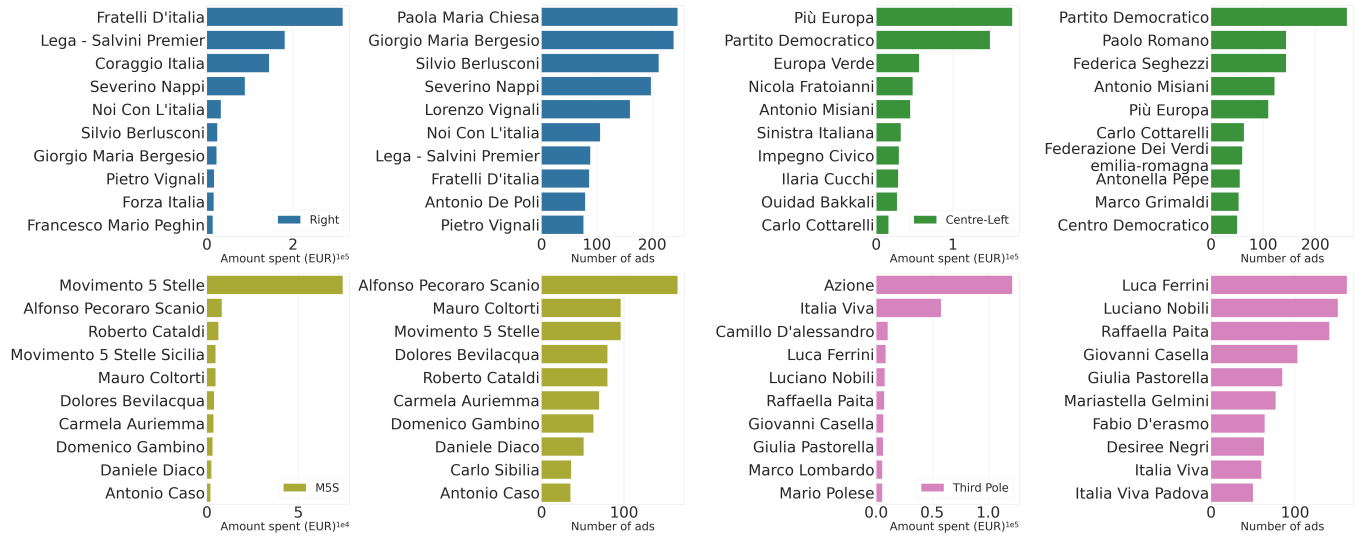 Fratelli D'italia
Lega - Salvini Premier
Coraggio Italia
Severino Nappi
Noi Con L'italia
Silvio Berlusconi
Giorgio Maria Bergesio
Pietro Vignali
Forza Italia
Francesco Maria Peghin
Right
0 2
Amount spent (EUR) 1e5
Paola Maria Chiesa
Giorgio Maria Bergesio
Silvio Berlusconi
Severino Nappi
Lorenzo Vignali
Noi Con L'italia
Lega - Salvini Premier
Fratelli D'italia
Antonio De Poli
Pietro Vignali
0 100 200
Number of ads
Più Europa
Partito Democratico
Europa Verde
Nicola Fratoianni
Antonio Misiani
Sinistra Italiana
Impegno Civico
Ilaria Cucchi
Ouidad Bakkali
Carlo Cottarelli
Centre-Left
0 1
Amount spent (EUR) 1e5
Partito Democratico
Paolo Romano
Federica Seghezzi
Antonio Misiani
Più Europa
Carlo Cottarelli
Federazione Dei Verdi
emilia-romagna
Antonella Pepe
Marco Grimaldi
Centro Democratico
0 100 200
Number of ads
Movimento 5 Stelle
Alfonso Pecoraro Scanio
Roberto Cataldi
Movimento 5 Stelle Sicilia
Mauro Coltorti
Dolores Bevilacqua
Carmela Auriemma
Domenico Gambino
Daniele Diaco
Antonio Caso
M5S
0 5
Amount spent (EUR) 1e4
Alfonso Pecoraro Scanio
Mauro Coltorti
Movimento 5 Stelle
Dolores Bevilacqua
Roberto Cataldi
Carmela Auriemma
Domenico Gambino
Daniele Diaco
Carlo Sibilia
Antonio Caso
0 100
Number of ads
Azione
Italia Viva
Camillo D'alessandro
Luca Ferrini
Luciano Nobili
Raffaella Paita
Giovanni Casella
Giulia Pastorella
Marco Lombardo
Mario Polese
Third Pole
0.0 0.5 1.0
Amount spent (EUR) 1e5
Luca Ferrini
Luciano Nobili
Raffaella Paita
Giovanni Casella
Giulia Pastorella
Mariastella Gelmini
Fabio D'erasmo
Desiree Negri
Italia Viva
Italia Viva Padova
0 100
Number of ads